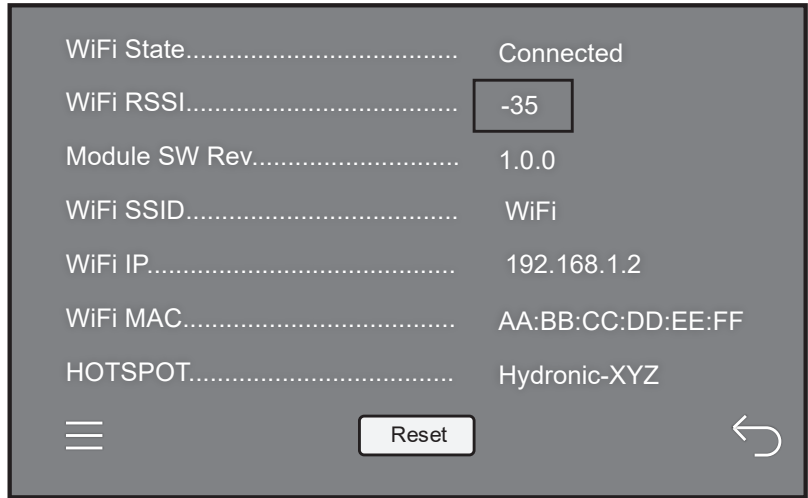 WiFi State..................................... Connected
WiFi RSSI..................................... -35
Module SW Rev............................ 1.0.0
WiFi SSID..................................... WiFi
WiFi IP.......................................... 192.168.1.2
WiFi MAC..................................... AA:BB:CC:DD:EE:FF
HOTSPOT.................................... Hydronic-XYZ
Reset